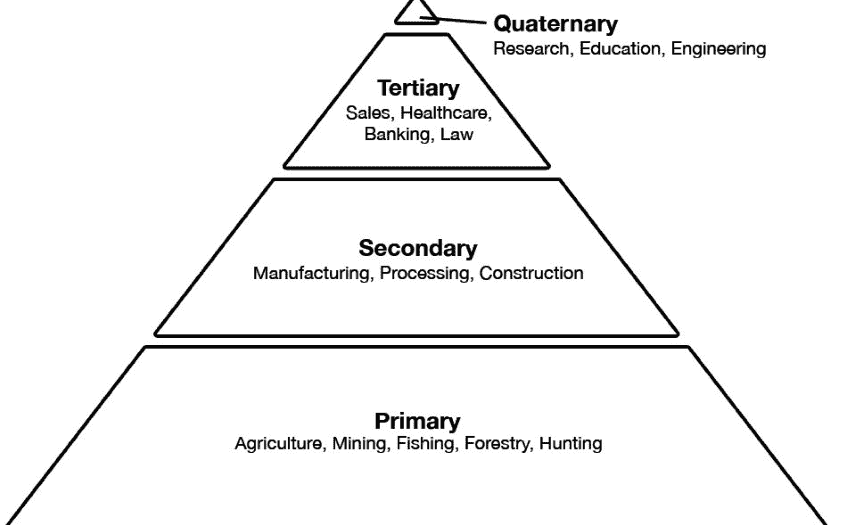 Quaternary
Research, Education, Engineering
Tertiary
Sales, Healthcare,
Banking, Law
Secondary
Manufacturing, Processing, Construction
Primary
Agriculture, Mining, Fishing, Forestry, Hunting